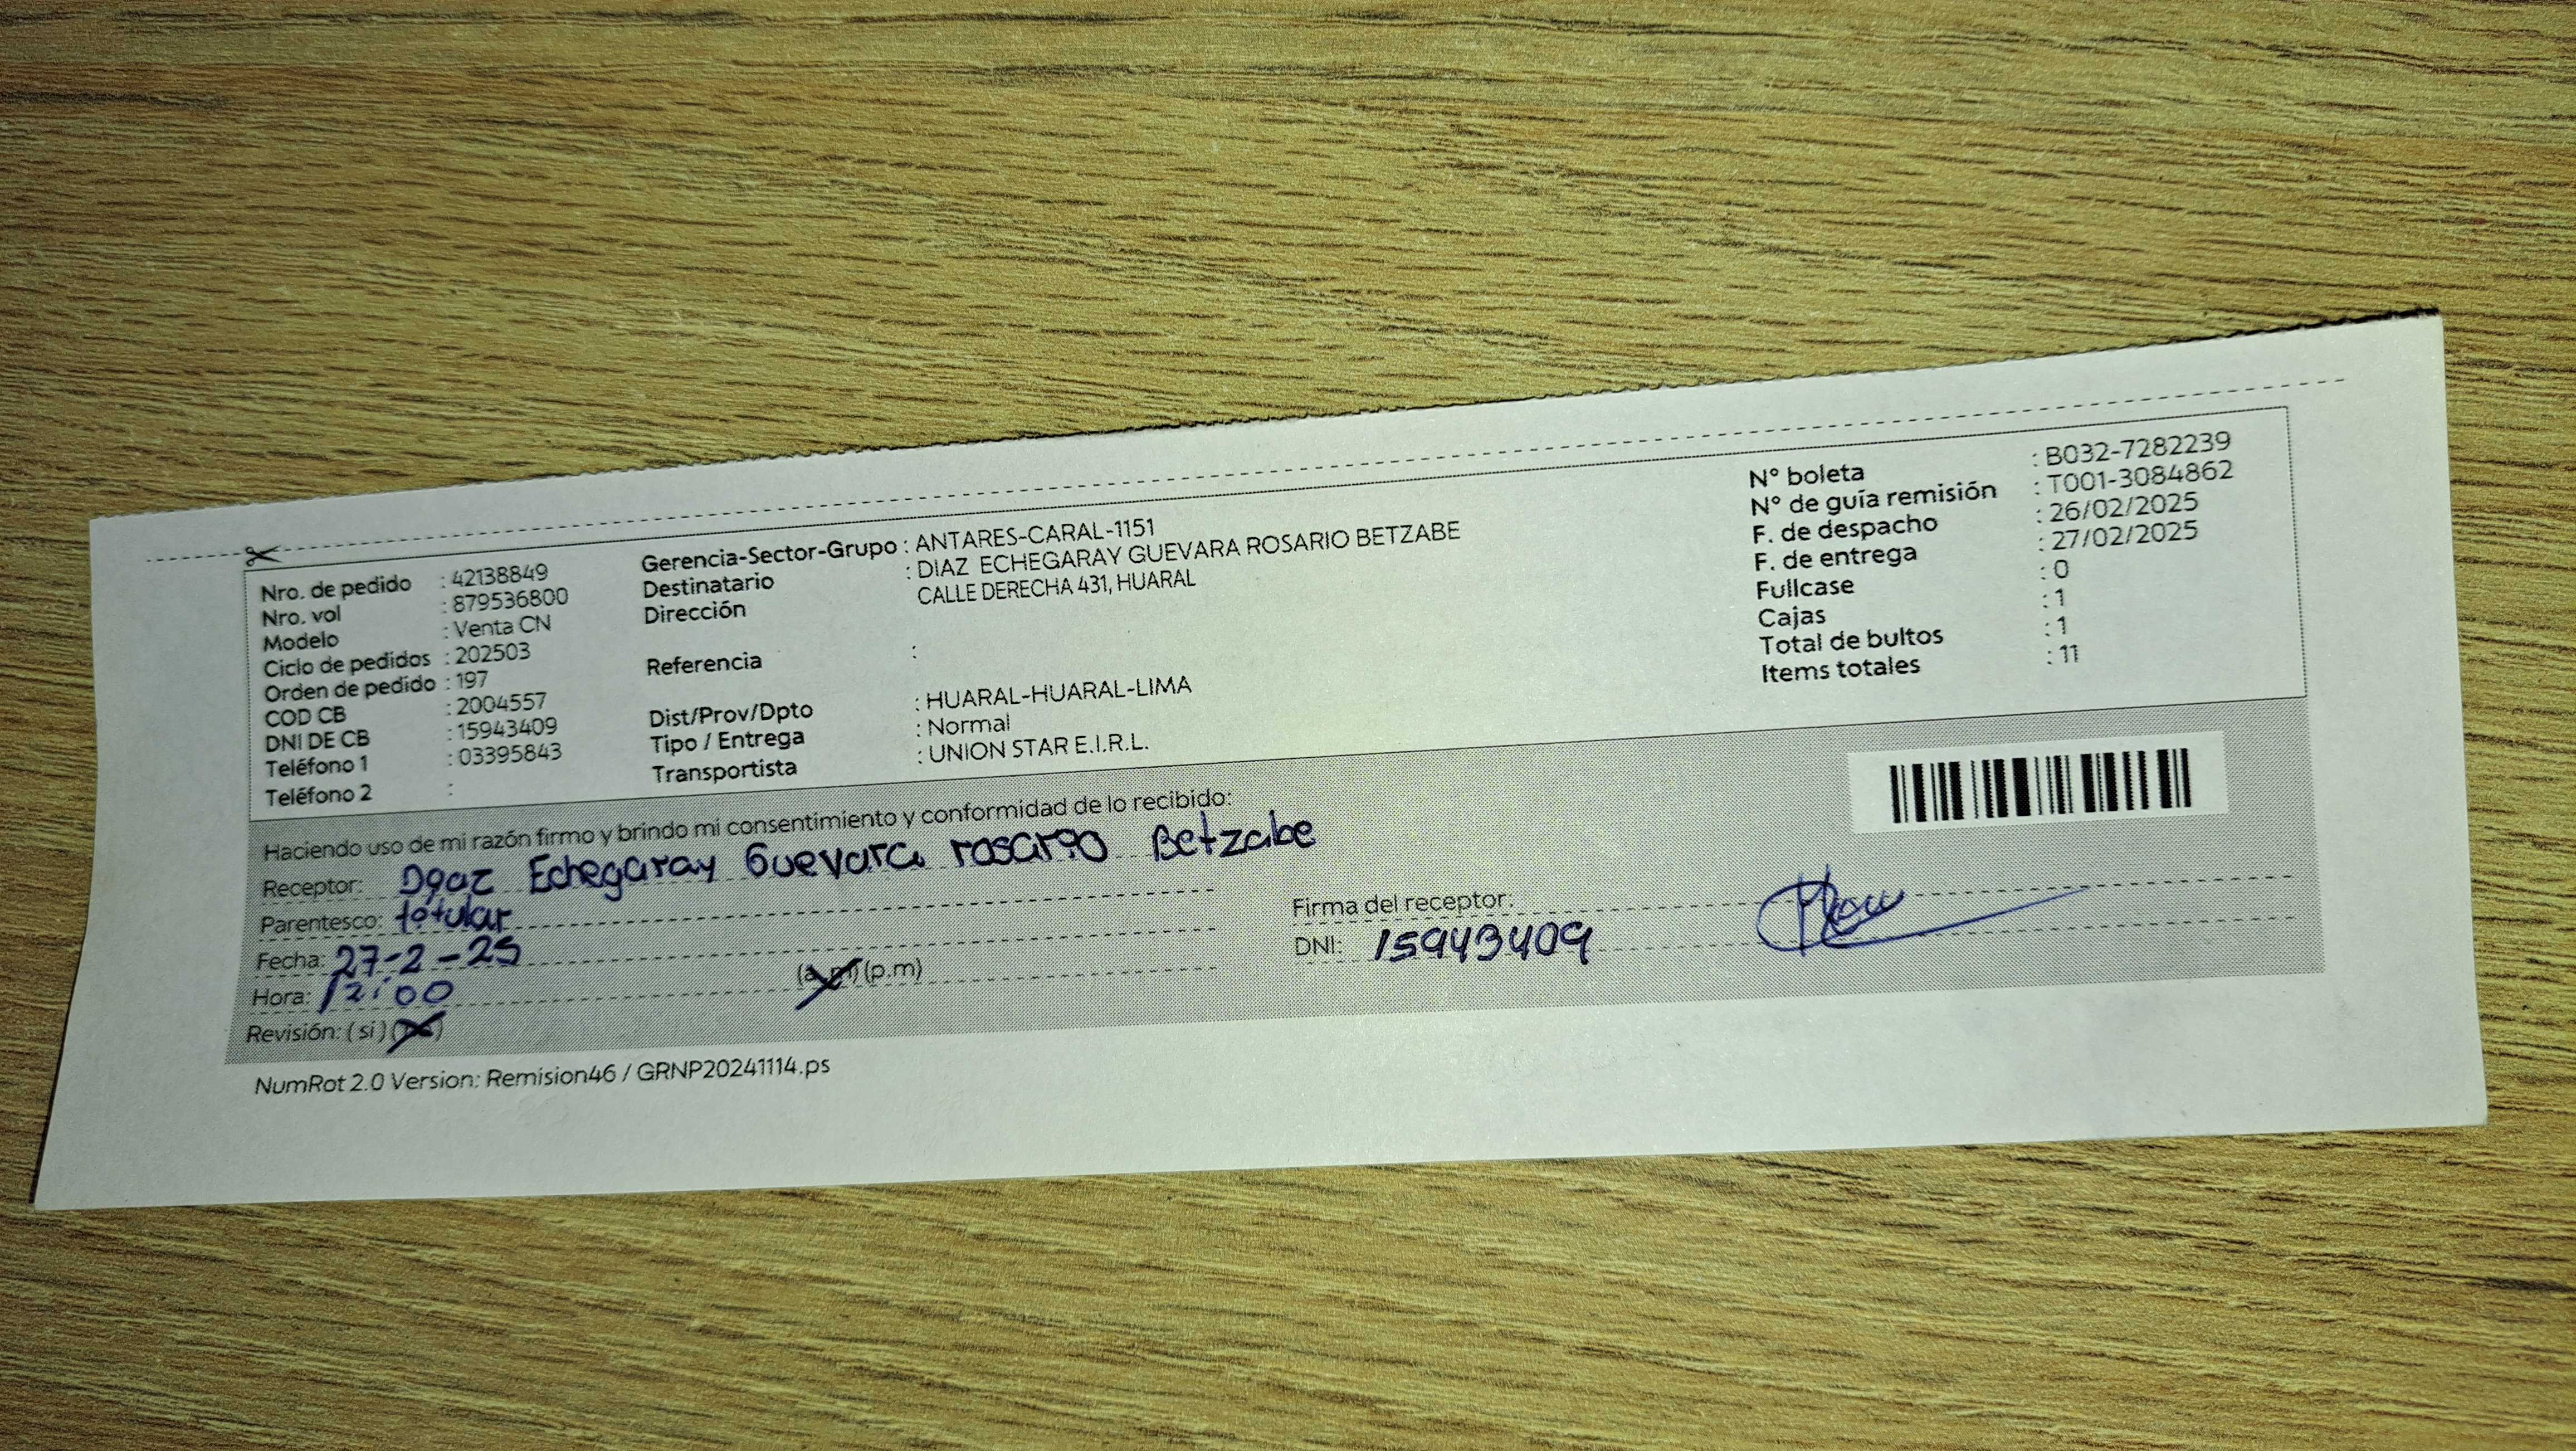 Nro. de pedido : 42138849
Nro. vol : 879536800
Modelo : Venta CN
Ciclo de pedidos : 202503
Orden de pedido : 197
COD CB : 2004557
DNI DE CB : 15943409
Teléfono 1 : 03395843
Teléfono 2 :
Gerencia-Sector-Grupo : ANTARES-CARAL-1151
Destinatario : DIAZ ECHEGARAY GUEVARA ROSARIO BETZABE
Dirección CALLE DERECHA 431, HUARAL
Referencia :
Dist/Prov/Dpto : HUARAL-HUARAL-LIMA
Tipo / Entrega : Normal
Transportista : UNION STAR E.I.R.L.
N° boleta : B032-7282239
N° de guía remisión : T001-3084862
F. de despacho : 26/02/2025
F. de entrega : 27/02/2025
Fullcase : 0
Cajas : 1
Total de bultos : 1
Items totales : 11
Haciendo uso de mi razón firmo y brindo mi consentimiento y conformidad de lo recibido:
Receptor: Diaz Echegaray Guevara rosario Betzabe
Parentesco: titular
Fecha: 27-2-25
Hora: 12:00 (a.m) (p.m)
Revisión: (si) (no)
Firma del receptor:
DNI: 15943409
NumRot 2.0 Version: Remision46 / GRNP20241114.ps